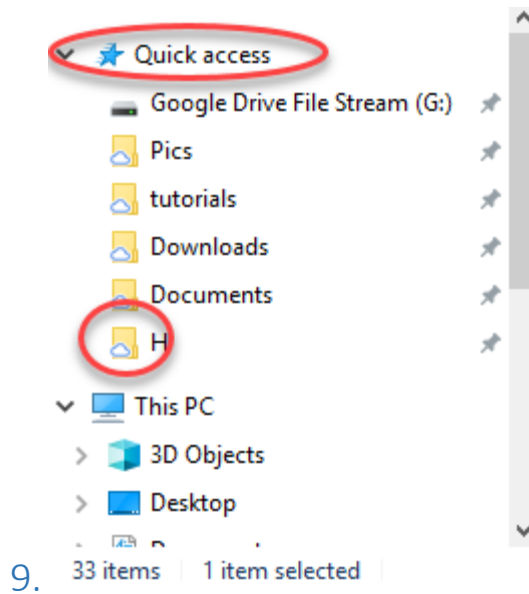 Quick access
Google Drive File Stream (G:)
Pics
tutorials
Downloads
Documents
H
This PC
3D Objects
Desktop
9. 33 items 1 item selected